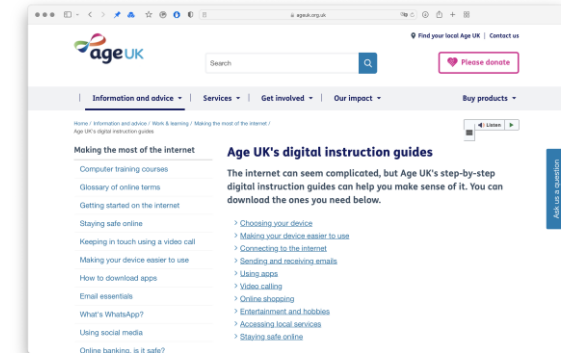 ageuk.org.uk
Find your local Age UK | Contact us
ageUK
Search
Please donate
Information and advice
Services
Get involved
Our impact
Buy products
Home / Information and advice / Work & learning / Making the most of the internet /
Age UK's digital instruction guides
Listen
Making the most of the internet
Computer training courses
Glossary of online terms
Getting started on the internet
Staying safe online
Keeping in touch using a video call
Making your device easier to use
How to download apps
Email essentials
What's WhatsApp?
Using social media
Online banking, is it safe?
Age UK's digital instruction guides
The internet can seem complicated, but Age UK's step-by-step
digital instruction guides can help you make sense of it. You can
download the ones you need below.
> Choosing your device
> Making your device easier to use
> Connecting to the internet
> Sending and receiving emails
> Using apps
> Video calling
> Online shopping
> Entertainment and hobbies
> Accessing local services
> Staying safe online
Ask us a question